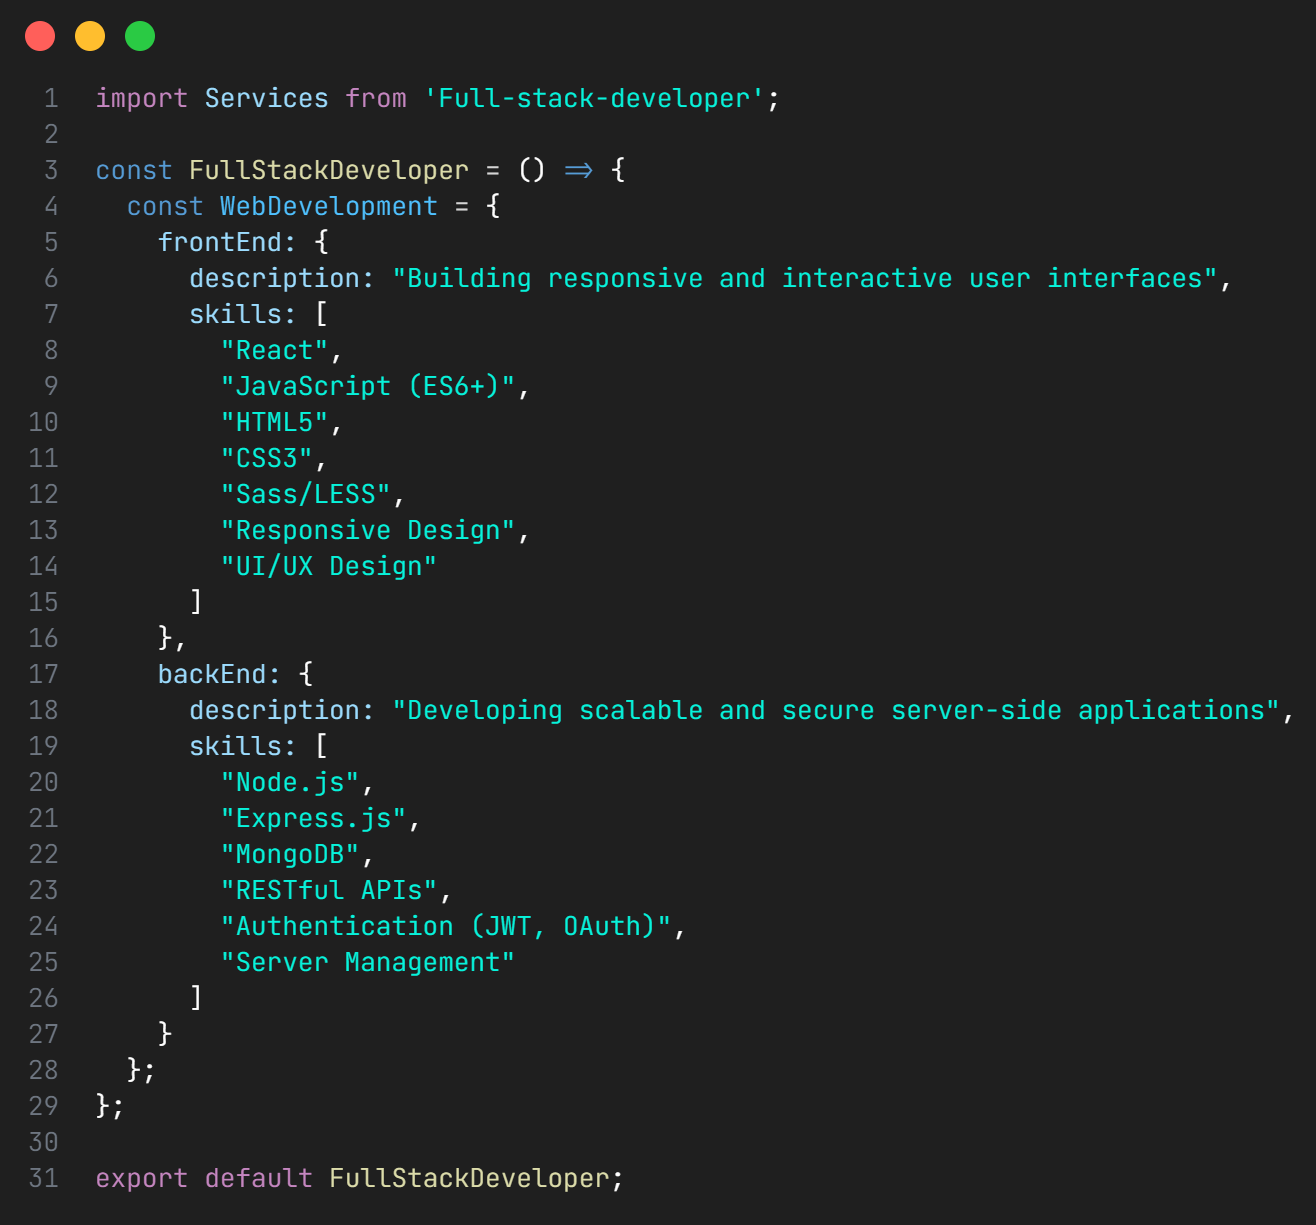 1 import Services from 'Full-stack-developer';
2
3 const FullStackDeveloper = () => {
4   const WebDevelopment = {
5     frontEnd: {
6       description: "Building responsive and interactive user interfaces",
7       skills: [
8         "React",
9         "JavaScript (ES6+)",
10         "HTML5",
11         "CSS3",
12         "Sass/LESS",
13         "Responsive Design",
14         "UI/UX Design"
15       ]
16     },
17     backEnd: {
18       description: "Developing scalable and secure server-side applications",
19       skills: [
20         "Node.js",
21         "Express.js",
22         "MongoDB",
23         "RESTful APIs",
24         "Authentication (JWT, OAuth)",
25         "Server Management"
26       ]
27     }
28   };
29 };
30
31 export default FullStackDeveloper;